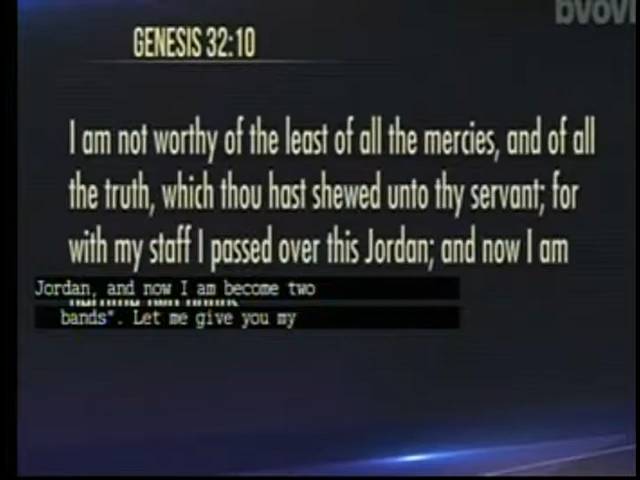 bvovn
GENESIS 32:10
I am not worthy of the least of all the mercies, and of all
the truth, which thou hast shewed unto thy servant; for
with my staff I passed over this Jordan; and now I am
Jordan, and now I am become two
bands". Let me give you my